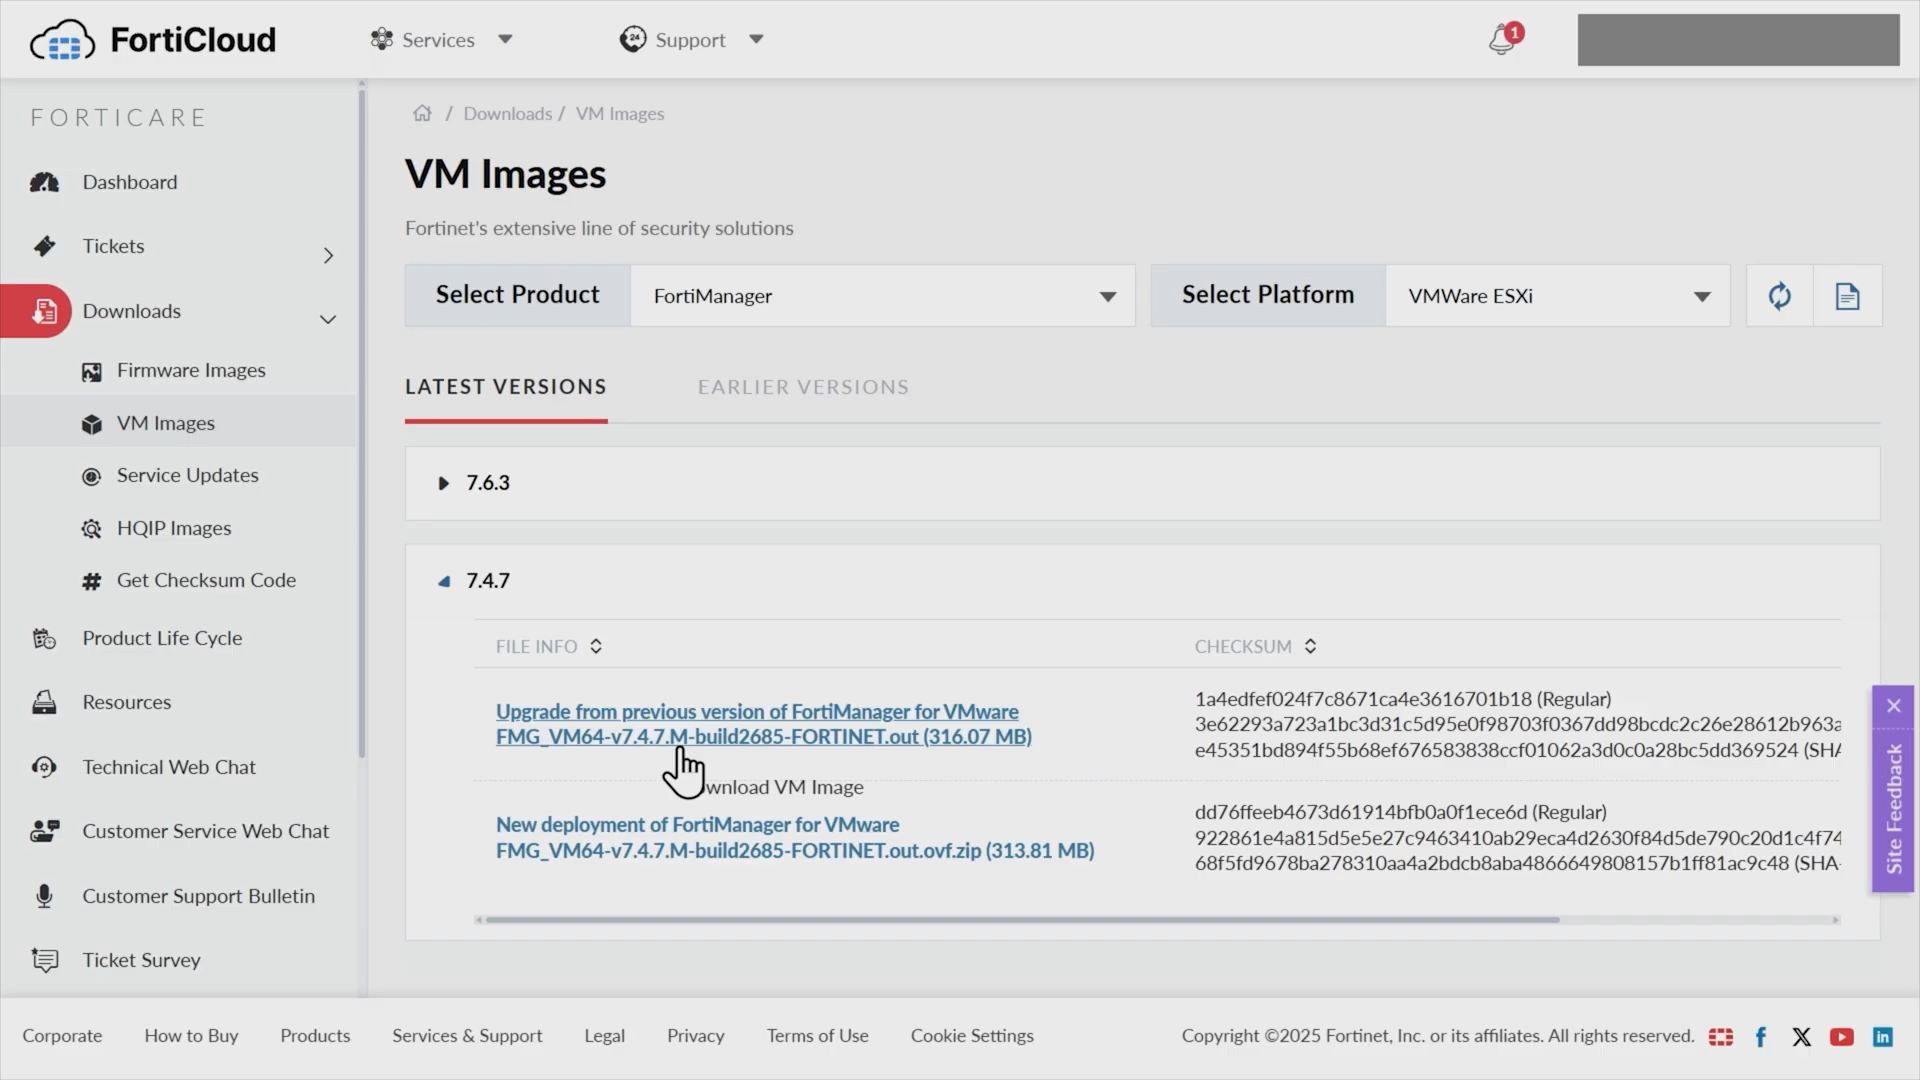 FortiCloud
Services
24
Support
1
FORTICARE
Dashboard
Tickets
Downloads
Firmware Images
VM Images
Service Updates
HQIP Images
Get Checksum Code
Product Life Cycle
Resources
Technical Web Chat
Customer Service Web Chat
Customer Support Bulletin
Ticket Survey
/ Downloads / VM Images
VM Images
Fortinet's extensive line of security solutions
Select Product
FortiManager
Select Platform
VMWare ESXi
LATEST VERSIONS
EARLIER VERSIONS
7.6.3
7.4.7
FILE INFO
CHECKSUM
Upgrade from previous version of FortiManager for VMware
FMG_VM64-v7.4.7.M-build2685-FORTINET.out (316.07 MB)
1a4edfef024f7c8671ca4e3616701b18 (Regular)
3e62293a723a1bc3d31c5d95e0f98703f0367dd98bcdc2c26e28612b963a
e45351bd894f55b68ef676583838ccf01062a3d0c0a28bc5dd369524 (SHA
wnload VM Image
New deployment of FortiManager for VMware
FMG_VM64-v7.4.7.M-build2685-FORTINET.out.ovf.zip (313.81 MB)
dd76ffeeb4673d61914bfb0a0f1ece6d (Regular)
922861e4a815d5e5e27c9463410ab29eca4d2630f84d5de790c20d1c4f74
68f5fd9678ba278310aa4a2bdcb8aba4866649808157b1ff81ac9c48 (SHA-
Site Feedback
Corporate
How to Buy
Products
Services & Support
Legal
Privacy
Terms of Use
Cookie Settings
Copyright ©2025 Fortinet, Inc. or its affiliates. All rights reserved.